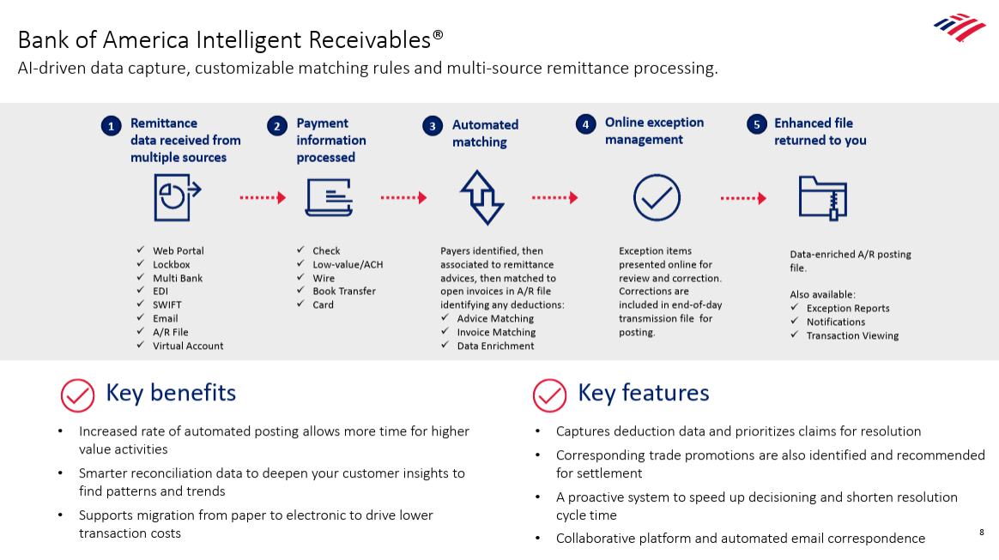 Bank of America Intelligent Receivables®
AI-driven data capture, customizable matching rules and multi-source remittance processing.
1
Remittance
data received from
multiple sources
✓ Web Portal
✓ Lockbox
✓ Multi Bank
✓ EDI
✓ SWIFT
✓ Email
✓ A/R File
✓ Virtual Account
2
Payment
information
processed
✓ Check
✓ Low-value/ACH
✓ Wire
✓ Book Transfer
✓ Card
3
Automated
matching
Payers identified, then
associated to remittance
advices, then matched to
open invoices in A/R file
identifying any deductions:
✓ Advice Matching
✓ Invoice Matching
✓ Data Enrichment
4
Online exception
management
Exception items
presented online for
review and correction.
Corrections are
included in end-of-day
transmission file for
posting.
5
Enhanced file
returned to you
Data-enriched A/R posting
file.
Also available:
✓ Exception Reports
✓ Notifications
✓ Transaction Viewing
Key benefits
• Increased rate of automated posting allows more time for higher
value activities
• Smarter reconciliation data to deepen your customer insights to
find patterns and trends
• Supports migration from paper to electronic to drive lower
transaction costs
Key features
• Captures deduction data and prioritizes claims for resolution
• Corresponding trade promotions are also identified and recommended
for settlement
• A proactive system to speed up decisioning and shorten resolution
cycle time
• Collaborative platform and automated email correspondence
8